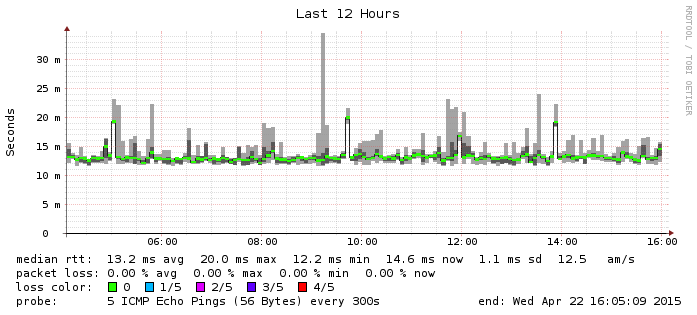 Last 12 Hours
RRDTOOL / TOBI OETIKER
Seconds
30 m
25 m
20 m
15 m
10 m
5 m
0
06:00 08:00 10:00 12:00 14:00 16:00
median rtt: 13.2 ms avg 20.0 ms max 12.2 ms min 14.6 ms now 1.1 ms sd 12.5 am/s
packet loss: 0.00 % avg 0.00 % max 0.00 % min 0.00 % now
loss color: 0 1/5 2/5 3/5 4/5
probe: 5 ICMP Echo Pings (56 Bytes) every 300s end: Wed Apr 22 16:05:09 2015